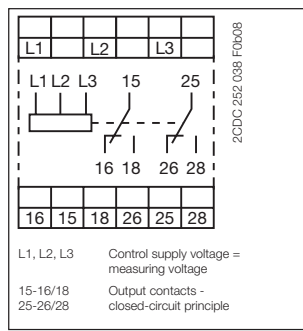 L1 L2 L3
L1 L2 L3 15 25
16 18 26 28
16 15 18 26 25 28
2CDC 252 038 F0b08
L1, L2, L3 Control supply voltage =
measuring voltage
15-16/18 Output contacts -
25-26/28 closed-circuit principle